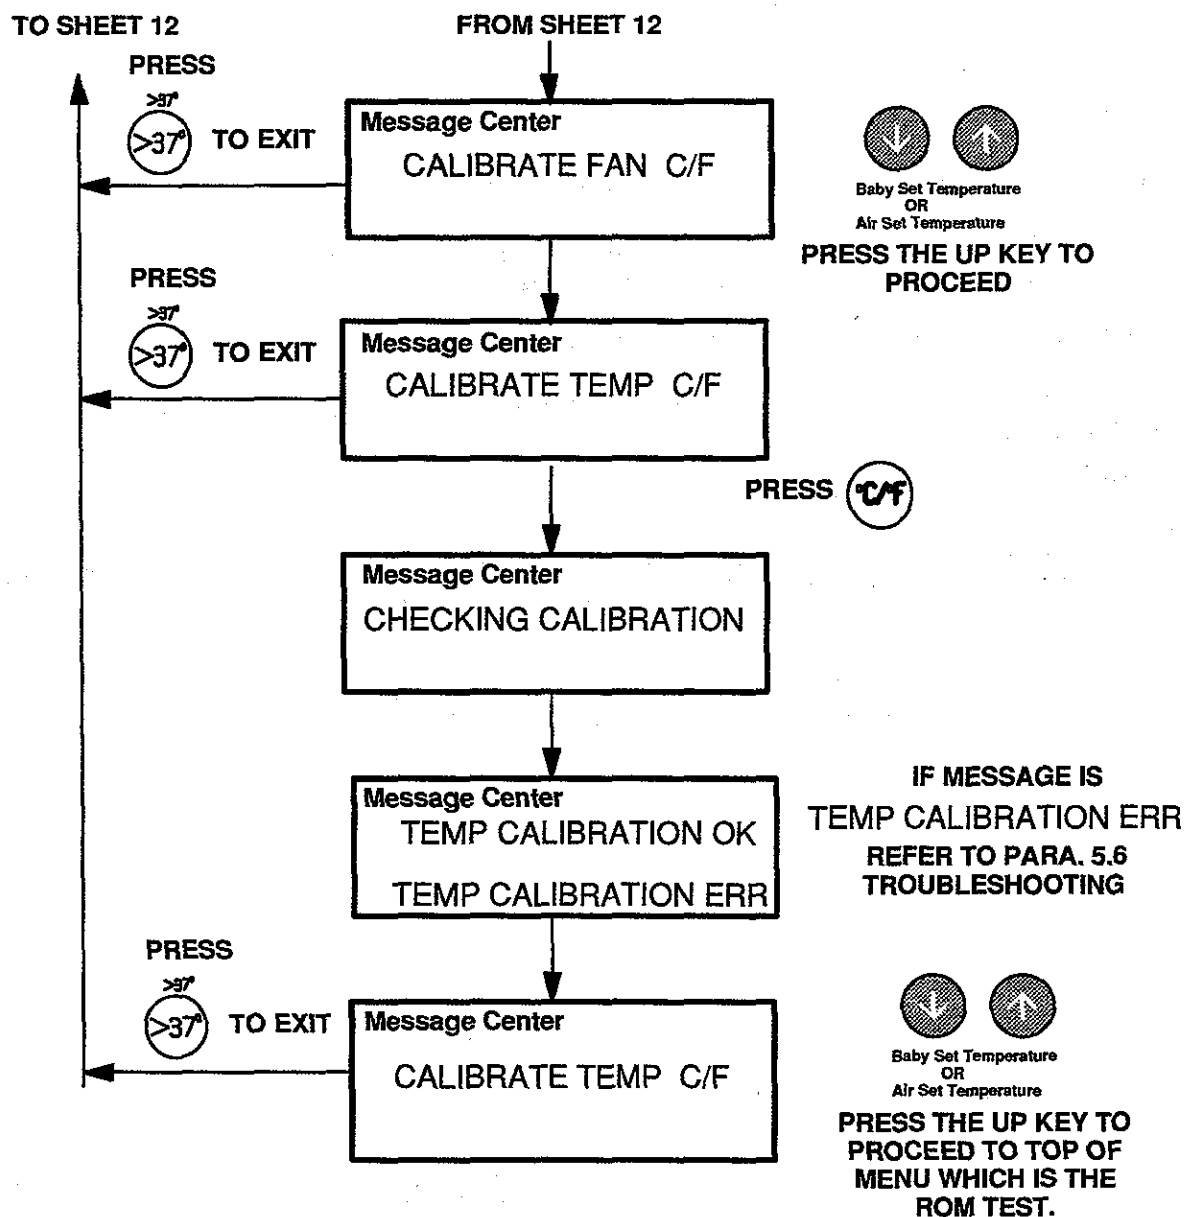 TO SHEET 12
FROM SHEET 12
PRESS
>37°
>37°
TO EXIT
Message Center
CALIBRATE FAN C/F
Baby Set Temperature
OR
Air Set Temperature
PRESS THE UP KEY TO
PROCEED
PRESS
>37°
>37°
TO EXIT
Message Center
CALIBRATE TEMP C/F
PRESS
°C/°F
Message Center
CHECKING CALIBRATION
Message Center
TEMP CALIBRATION OK
TEMP CALIBRATION ERR
IF MESSAGE IS
TEMP CALIBRATION ERR
REFER TO PARA. 5.6
TROUBLESHOOTING
PRESS
>37°
>37°
TO EXIT
Message Center
CALIBRATE TEMP C/F
Baby Set Temperature
OR
Air Set Temperature
PRESS THE UP KEY TO
PROCEED TO TOP OF
MENU WHICH IS THE
ROM TEST.